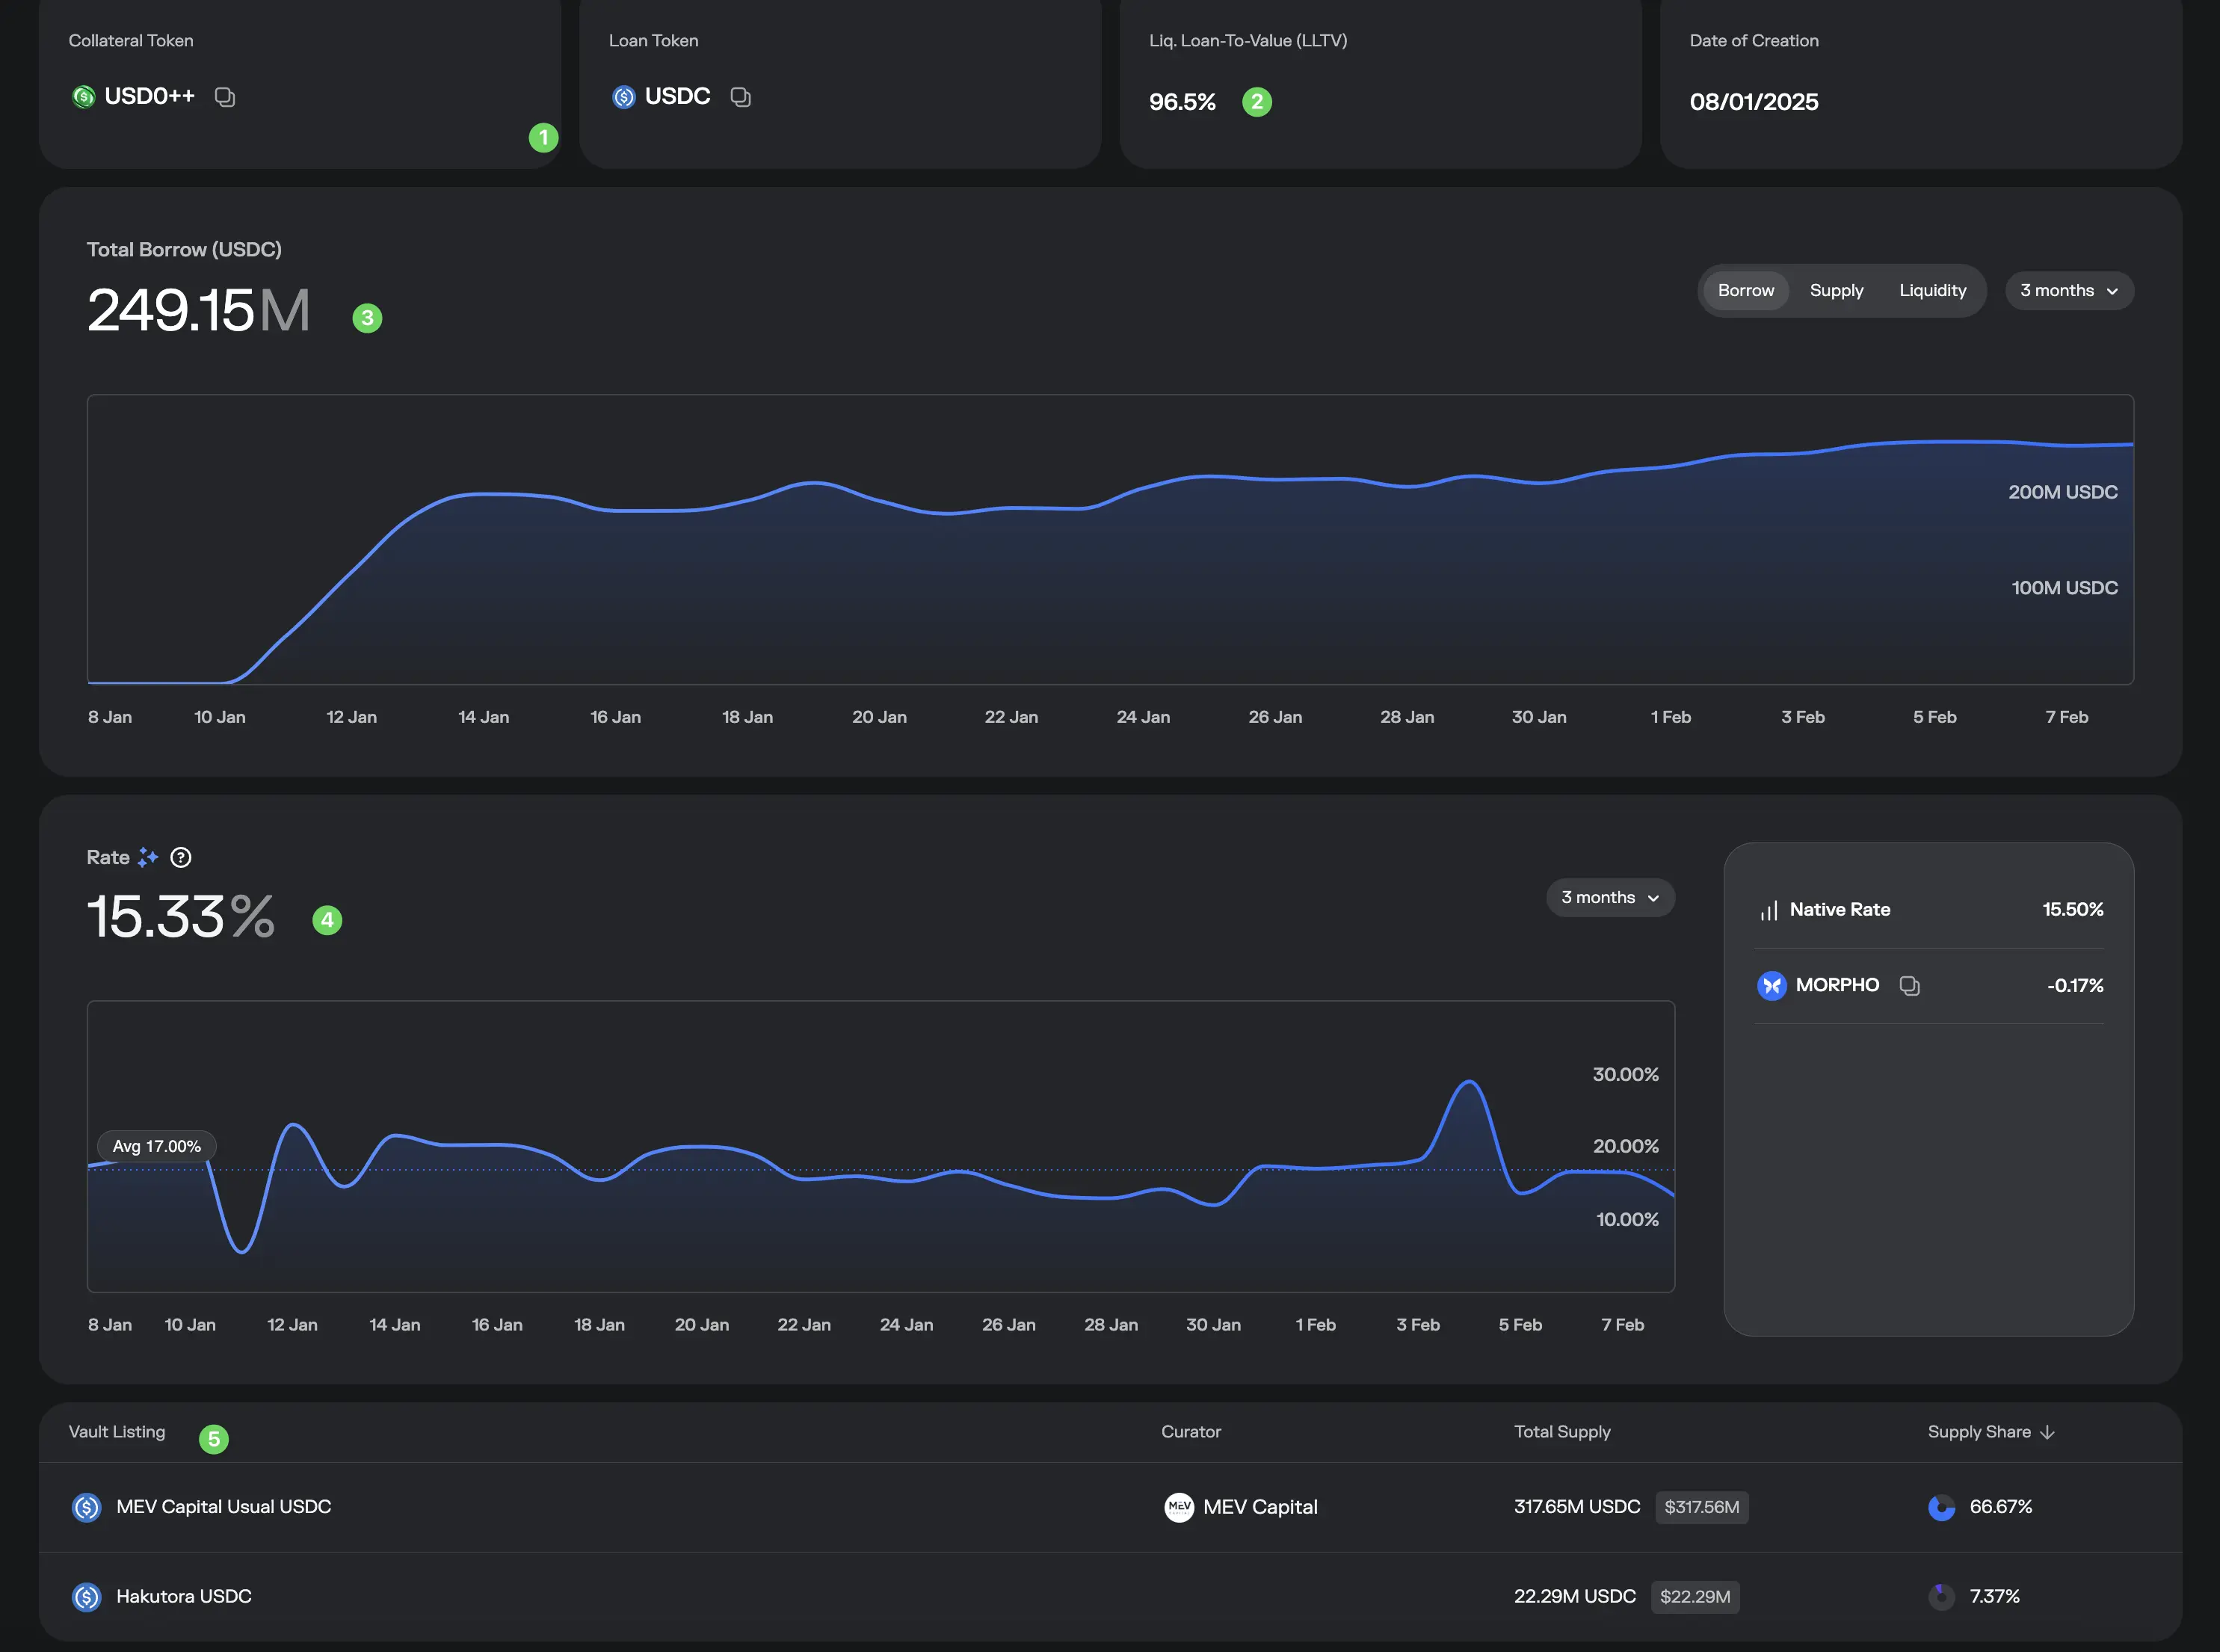 Collateral Token
Loan Token
Liq. Loan-To-Value (LLTV)
Date of Creation
USD0++
USDC
96.5%
2
08/01/2025
1
Total Borrow (USDC)
249.15M
3
Borrow
Supply
Liquidity
3 months
200M USDC
100M USDC
8 Jan
10 Jan
12 Jan
14 Jan
16 Jan
18 Jan
20 Jan
22 Jan
24 Jan
26 Jan
28 Jan
30 Jan
1 Feb
3 Feb
5 Feb
7 Feb
Rate
?
15.33%
4
3 months
Native Rate
15.50%
MORPHO
-0.17%
30.00%
Avg 17.00%
20.00%
10.00%
8 Jan
10 Jan
12 Jan
14 Jan
16 Jan
18 Jan
20 Jan
22 Jan
24 Jan
26 Jan
28 Jan
30 Jan
1 Feb
3 Feb
5 Feb
7 Feb
Vault Listing
5
Curator
Total Supply
Supply Share
MEV Capital Usual USDC
MEV
MEV Capital
317.65M USDC
$317.56M
66.67%
Hakutora USDC
22.29M USDC
$22.29M
7.37%